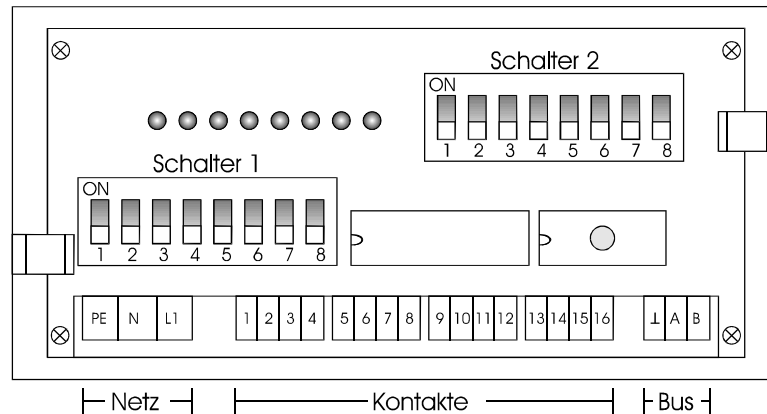 Schalter 2
ON
1 2 3 4 5 6 7 8
Schalter 1
ON
1 2 3 4 5 6 7 8
PE N L1 1 2 3 4 5 6 7 8 9 10 11 12 13 14 15 16 ⊥ A B
Netz Kontakte Bus